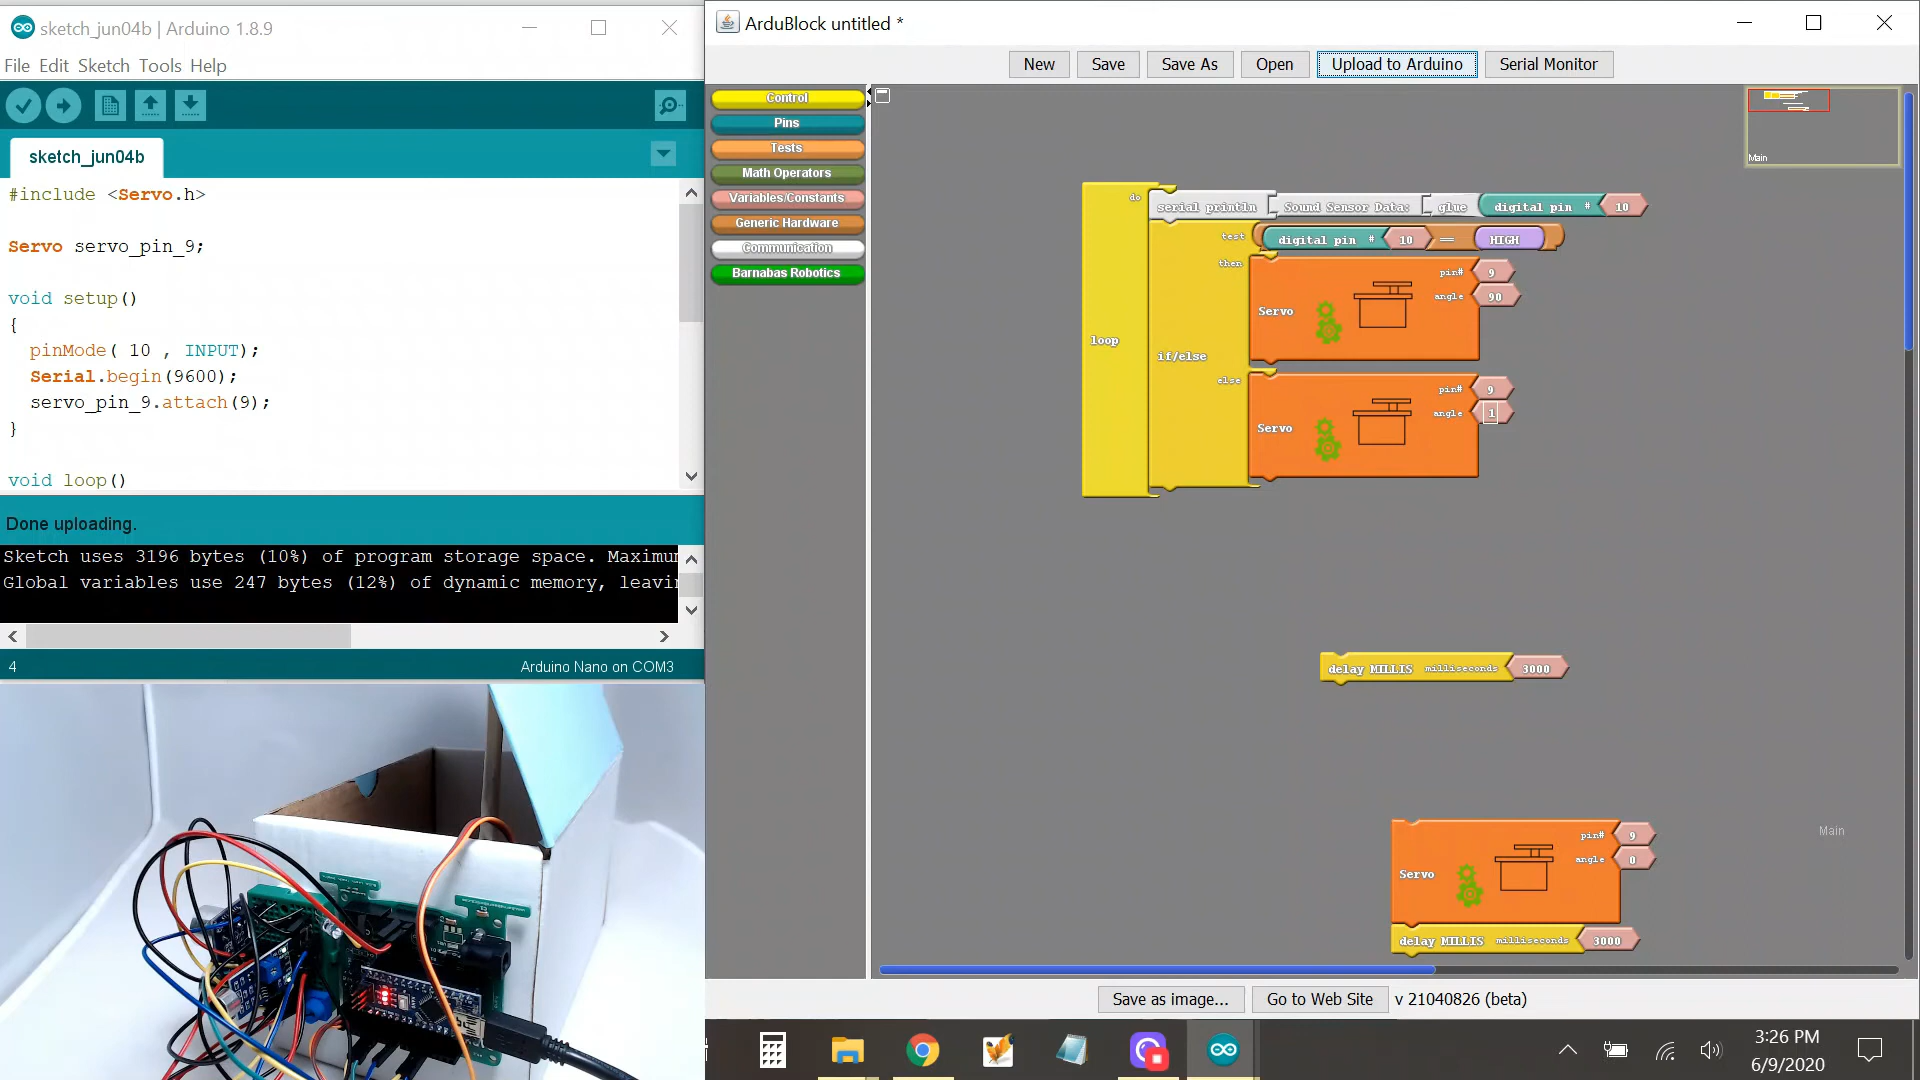 sketch_jun04b | Arduino 1.8.9
File Edit Sketch Tools Help
sketch_jun04b
#include <Servo.h>
Servo servo_pin_9;
void setup()
{
pinMode( 10 , INPUT);
Serial.begin(9600);
servo_pin_9.attach(9);
}
void loop()
Done uploading.
Sketch uses 3196 bytes (10%) of program storage space. Maximum
Global variables use 247 bytes (12%) of dynamic memory, leavin
4
Arduino Nano on COM3
ArduBlock untitled *
New
Save
Save As
Open
Upload to Arduino
Serial Monitor
Control
Pins
Tests
Math Operators
Variables/Constants
Generic Hardware
Communication
Barnabas Robotics
Main
loop
do
serial println
Sound Sensor Data:
glue
digital pin #
10
if/else
test
digital pin #
10
==
HIGH
then
Servo
pin#
9
angle
90
else
Servo
pin#
9
angle
1
delay MILLIS milliseconds
3000
Main
Servo
pin#
9
angle
0
delay MILLIS milliseconds
3000
Save as image...
Go to Web Site
v 21040826 (beta)
3:26 PM
6/9/2020